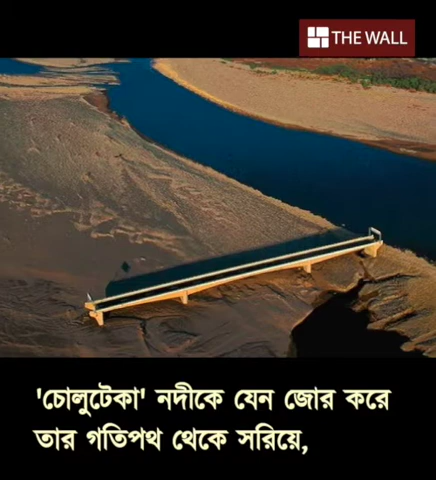 THE WALL
'চোলুটেকা' নদীকে যেন জোর করে
তার গতিপথ থেকে সরিয়ে,